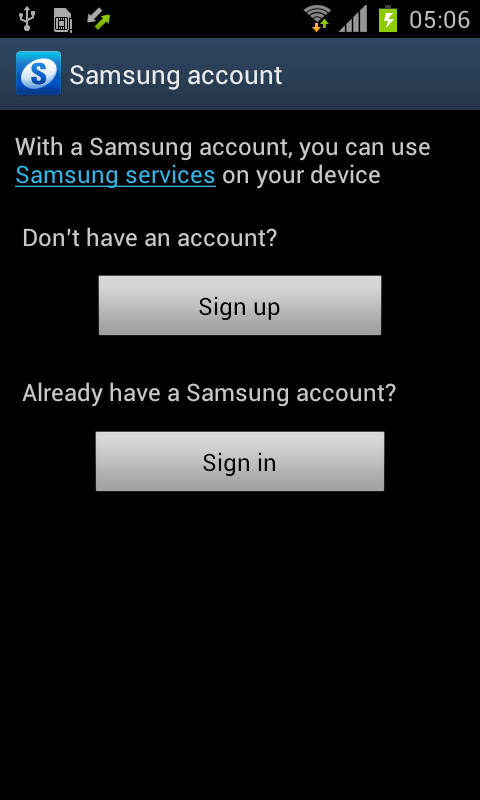 05:06
S Samsung account
With a Samsung account, you can use
Samsung services on your device
Don't have an account?
Sign up
Already have a Samsung account?
Sign in